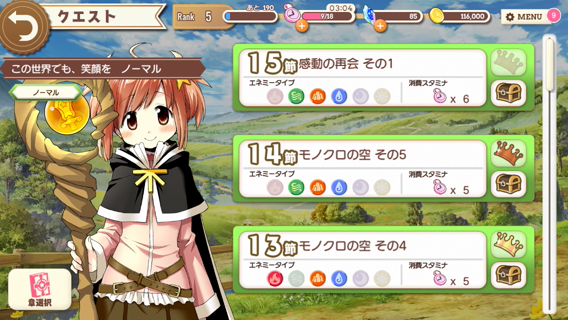 クエスト
Rank 5
あと 190
03:04
9/18
5/5
116,000
MENU
9
この世界でも、笑顔を ノーマル
ノーマル
章選択
15節 感動の再会 その1
エネミータイプ
消費スタミナ
x 6
14節 モノクロの空 その5
エネミータイプ
消費スタミナ
x 5
13節 モノクロの空 その4
エネミータイプ
消費スタミナ
x 5